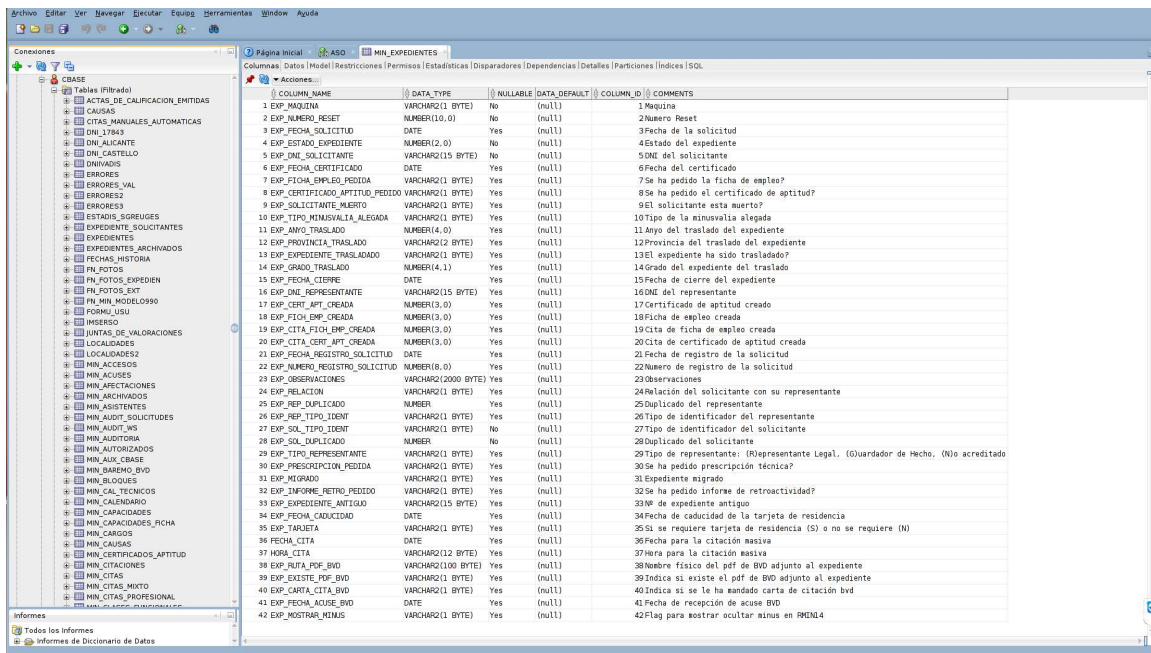 Archivo Editar Ver Navegar Ejecutar Equipo Herramientas Window Ayuda
Conexiones
CBASE
Tablas (Filtrado)
ACTAS_DE_CALIFICACION_EMITIDAS
CAUSAS
CITAS_MANUALES_AUTOMATICAS
DNI_17843
DNI_ALICANTE
DNI_CASTELLO
DNIIVADIS
ERRORES
ERRORES_VAL
ERRORES2
ERRORES3
ESTADIS_SGREUGES
EXPEDIENTE_SOLICITANTES
EXPEDIENTES
EXPEDIENTES_ARCHIVADOS
FECHAS_HISTORIA
FN_FOTOS
FN_FOTOS_EXPEDIEN
FN_FOTOS_EXT
FN_MIN_MODELO990
FORMU_USU
IMSERSO
JUNTAS_DE_VALORACIONES
LOCALIDADES
LOCALIDADES2
MIN_ACCESOS
MIN_ACUSES
MIN_AFECTACIONES
MIN_ARCHIVADOS
MIN_ASISTENTES
MIN_AUDIT_SOLICITUDES
MIN_AUDIT_WS
MIN_AUDITORIA
MIN_AUTORIZADOS
MIN_AUX_CBASE
MIN_BAREMO_BVD
MIN_BLOQUES
MIN_CAL_TECNICOS
MIN_CALENDARIO
MIN_CAPACIDADES
MIN_CAPACIDADES_FICHA
MIN_CARGOS
MIN_CAUSAS
MIN_CERTIFICADOS_APTITUD
MIN_CITACIONES
MIN_CITAS
MIN_CITAS_MIXTO
MIN_CITAS_PROFESIONAL
MIN_CLASES_FUNCIONALES
Informes
Todos los Informes
Informes de Diccionario de Datos
Página Inicial ASO MIN_EXPEDIENTES
Columnas Datos Model Restricciones Permisos Estadísticas Disparadores Dependencias Detalles Particiones Índices SQL
Acciones...
COLUMN_NAME DATA_TYPE NULLABLE DATA_DEFAULT COLUMN_ID COMMENTS
1 EXP_MAQUINA VARCHAR2(1 BYTE) No (null) 1 Maquina
2 EXP_NUMERO_RESET NUMBER(10,0) No (null) 2 Numero Reset
3 EXP_FECHA_SOLICITUD DATE Yes (null) 3 Fecha de la solicitud
4 EXP_ESTADO_EXPEDIENTE NUMBER(2,0) No (null) 4 Estado del expediente
5 EXP_DNI_SOLICITANTE VARCHAR2(15 BYTE) No (null) 5 DNI del solicitante
6 EXP_FECHA_CERTIFICADO DATE Yes (null) 6 Fecha del certificado
7 EXP_FICHA_EMPLEO_PEDIDA VARCHAR2(1 BYTE) Yes (null) 7 Se ha pedido la ficha de empleo?
8 EXP_CERTIFICADO_APTITUD_PEDIDO VARCHAR2(1 BYTE) Yes (null) 8 Se ha pedido el certificado de aptitud?
9 EXP_SOLICITANTE_MUERTO VARCHAR2(1 BYTE) Yes (null) 9 El solicitante esta muerto?
10 EXP_TIPO_MINUSVALIA_ALEGADA VARCHAR2(1 BYTE) Yes (null) 10 Tipo de la minusvalia alegada
11 EXP_ANYO_TRASLADO NUMBER(4,0) Yes (null) 11 Anyo del traslado del expediente
12 EXP_PROVINCIA_TRASLADO VARCHAR2(2 BYTE) Yes (null) 12 Provincia del traslado del expediente
13 EXP_EXPEDIENTE_TRASLADADO VARCHAR2(1 BYTE) Yes (null) 13 El expediente ha sido trasladado?
14 EXP_GRADO_TRASLADO NUMBER(4,1) Yes (null) 14 Grado del expediente del traslado
15 EXP_FECHA_CIERRE DATE Yes (null) 15 Fecha de cierre del expediente
16 EXP_DNI_REPRESENTANTE VARCHAR2(15 BYTE) Yes (null) 16 DNI del representante
17 EXP_CERT_APT_CREADA NUMBER(3,0) Yes (null) 17 Certificado de aptitud creado
18 EXP_FICH_EMP_CREADA NUMBER(3,0) Yes (null) 18 Ficha de empleo creada
19 EXP_CITA_FICH_EMP_CREADA NUMBER(3,0) Yes (null) 19 Cita de ficha de empleo creada
20 EXP_CITA_CERT_APT_CREADA NUMBER(3,0) Yes (null) 20 Cita de certificado de aptitud creada
21 EXP_FECHA_REGISTRO_SOLICITUD DATE Yes (null) 21 Fecha de registro de la solicitud
22 EXP_NUMERO_REGISTRO_SOLICITUD NUMBER(8,0) Yes (null) 22 Numero de registro de la solicitud
23 EXP_OBSERVACIONES VARCHAR2(2000 BYTE) Yes (null) 23 Observaciones
24 EXP_RELACION VARCHAR2(1 BYTE) Yes (null) 24 Relación del solicitante con su representante
25 EXP_REP_DUPLICADO NUMBER Yes (null) 25 Duplicado del representante
26 EXP_REP_TIPO_IDENT VARCHAR2(1 BYTE) Yes (null) 26 Tipo de identificador del representante
27 EXP_SOL_TIPO_IDENT VARCHAR2(1 BYTE) No (null) 27 Tipo de identificador del solicitante
28 EXP_SOL_DUPLICADO NUMBER No (null) 28 Duplicado del solicitante
29 EXP_TIPO_REPRESENTANTE VARCHAR2(1 BYTE) Yes (null) 29 Tipo de representante: (R)epresentante Legal, (G)uardador de Hecho, (N)o acreditado
30 EXP_PRESCRIPCION_PEDIDA VARCHAR2(1 BYTE) Yes (null) 30 Se ha pedido prescripción técnica?
31 EXP_MIGRADO VARCHAR2(1 BYTE) Yes (null) 31 Expediente migrado
32 EXP_INFORME_RETRO_PEDIDO VARCHAR2(1 BYTE) Yes (null) 32 Se ha pedido informe de retroactividad?
33 EXP_EXPEDIENTE_ANTIGUO VARCHAR2(15 BYTE) Yes (null) 33 Nº de expediente antiguo
34 EXP_FECHA_CADUCIDAD DATE Yes (null) 34 Fecha de caducidad de la tarjeta de residencia
35 EXP_TARJETA VARCHAR2(1 BYTE) Yes (null) 35 Si se requiere tarjeta de residencia (S) o no se requiere (N)
36 FECHA_CITA DATE Yes (null) 36 Fecha para la citación masiva
37 HORA_CITA VARCHAR2(12 BYTE) Yes (null) 37 Hora para la citación masiva
38 EXP_RUTA_PDF_BVD VARCHAR2(100 BYTE) Yes (null) 38 Nombre físico del pdf de BVD adjunto al expediente
39 EXP_EXISTE_PDF_BVD VARCHAR2(1 BYTE) Yes (null) 39 Indica si existe el pdf de BVD adjunto al expediente
40 EXP_CARTA_CITA_BVD VARCHAR2(1 BYTE) Yes (null) 40 Indica si se le ha mandado carta de citación bvd
41 EXP_FECHA_ACUSE_BVD DATE Yes (null) 41 Fecha de recepción de acuse BVD
42 EXP_MOSTRAR_MINUS VARCHAR2(1 BYTE) Yes (null) 42 Flag para mostrar ocultar minus en RMIN14